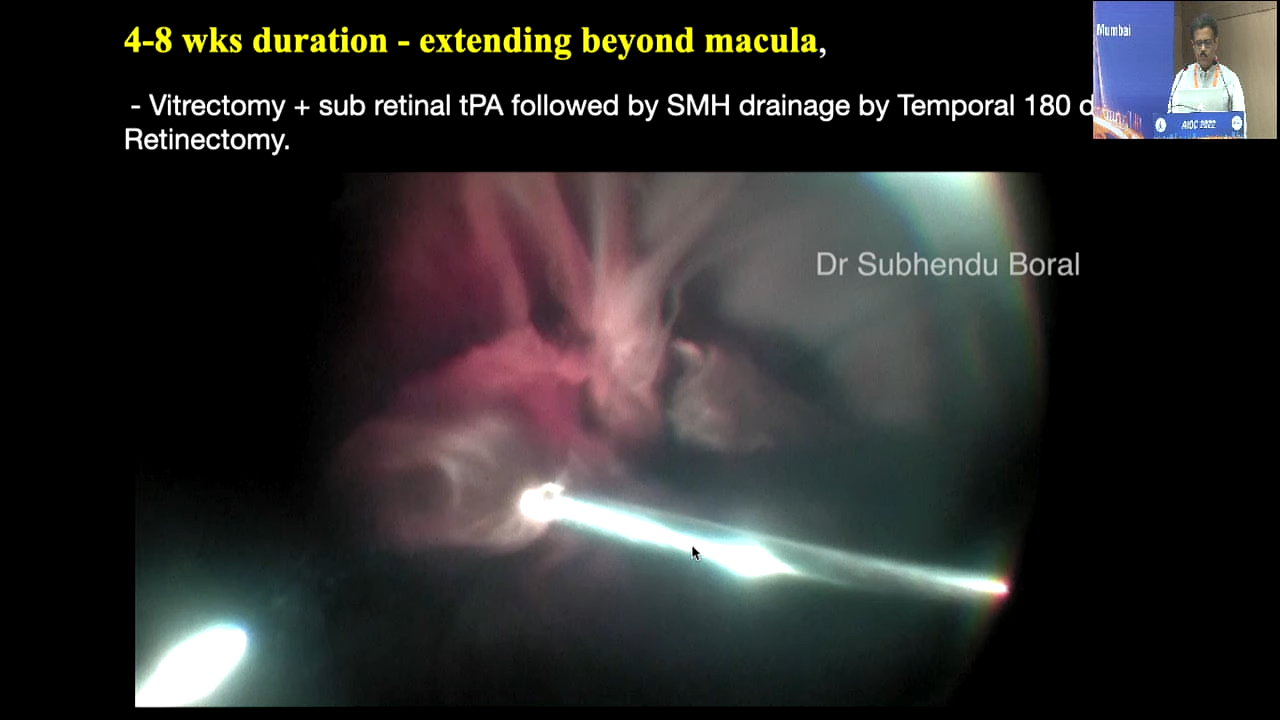 4-8 wks duration - extending beyond macula,
- Vitrectomy + sub retinal tPA followed by SMH drainage by Temporal 180 d
Retinectomy.
Mumbai
AIOC 2022
Dr Subhendu Boral